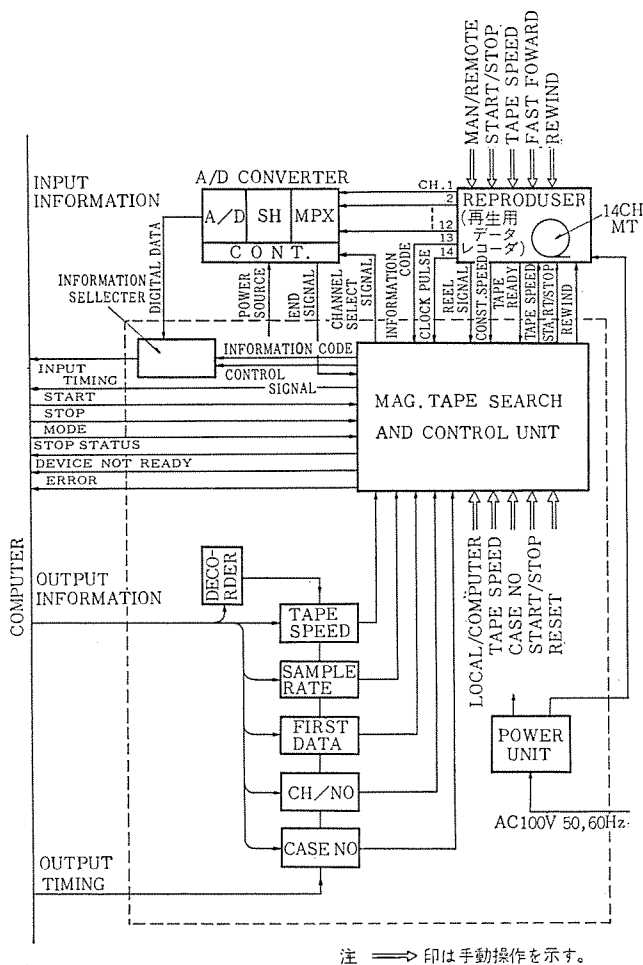 MAN/REMOTE
START/STOP
TAPE SPEED
FAST FOWARD
REWIND
A/D CONVERTER
INPUT
INFORMATION
A/D
SH
MPX
CONT.
CH.1
2
12
13
14
REPRODUSER
(再生用
データ
レコーダ)
14CH
MT
DIGITAL DATA
INFORMATION
SELLECTER
POWER
SOURCE
END
SIGNAL
CHANNEL
SELECT
SIGNAL
INFORMATION
CODE
CLOCK PULSE
REEL
SIGNAL
CONST.SPEED
TAPE
READY
TAPE SPEED
START/STOP
REWIND
INFORMATION CODE
CONTROL
SIGNAL
INPUT
TIMING
START
STOP
MODE
STOP STATUS
DEVICE NOT READY
ERROR
MAG. TAPE SEARCH
AND CONTROL UNIT
COMPUTER
OUTPUT
INFORMATION
DECO-
RDER
TAPE
SPEED
SAMPLE
RATE
FIRST
DATA
CH/NO
CASE NO
OUTPUT
TIMING
LOCAL/COMPUTER
TAPE SPEED
CASE NO
START/STOP
RESET
POWER
UNIT
AC100V 50,60Hz
注 ⟹ 印は手動操作を示す。